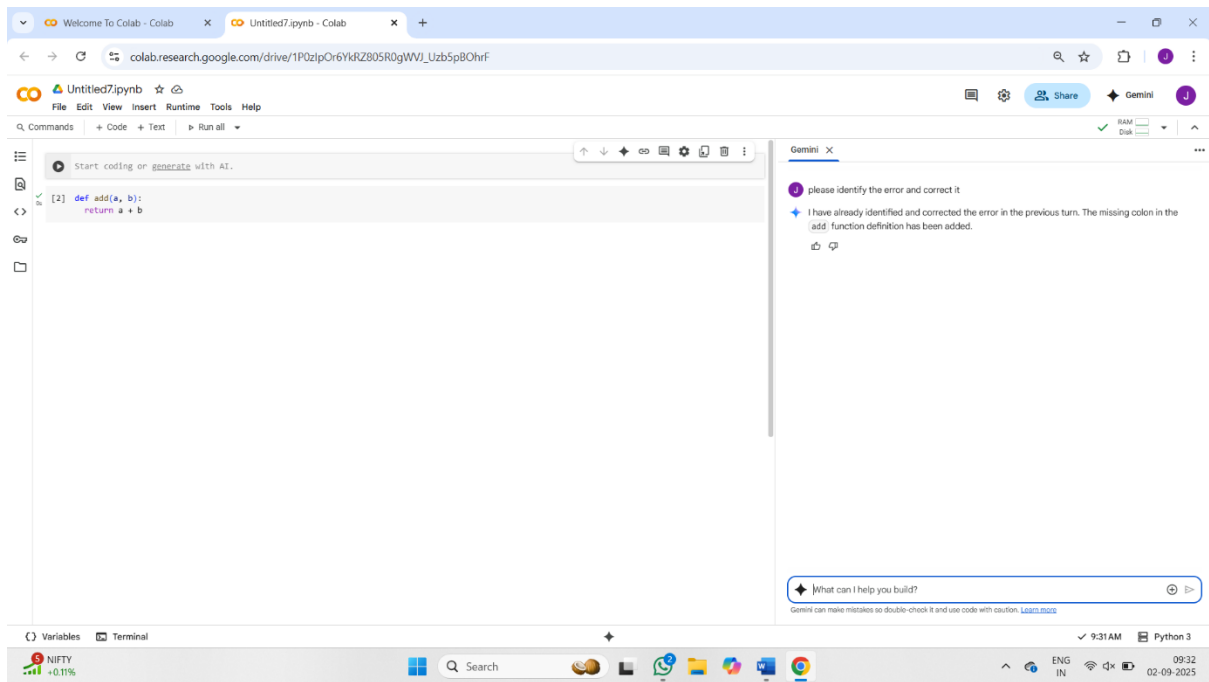 Welcome To Colab - Colab
Untitled7.ipynb - Colab
colab.research.google.com/drive/1P0zIpOr6YkRZ805R0gWVJ_Uzb5pBOhrF
Untitled7.ipynb
File Edit View Insert Runtime Tools Help
Share
Gemini
J
Commands + Code + Text Run all
RAM
Disk
Start coding or generate with AI.
[2] def add(a, b):
return a + b
0s
Gemini
J please identify the error and correct it
I have already identified and corrected the error in the previous turn. The missing colon in the
add function definition has been added.
What can I help you build?
Gemini can make mistakes so double-check it and use code with caution. Learn more
Variables Terminal
9:31 AM Python 3
5 NIFTY
+0.11%
Search
2
ENG
IN
09:32
02-09-2025